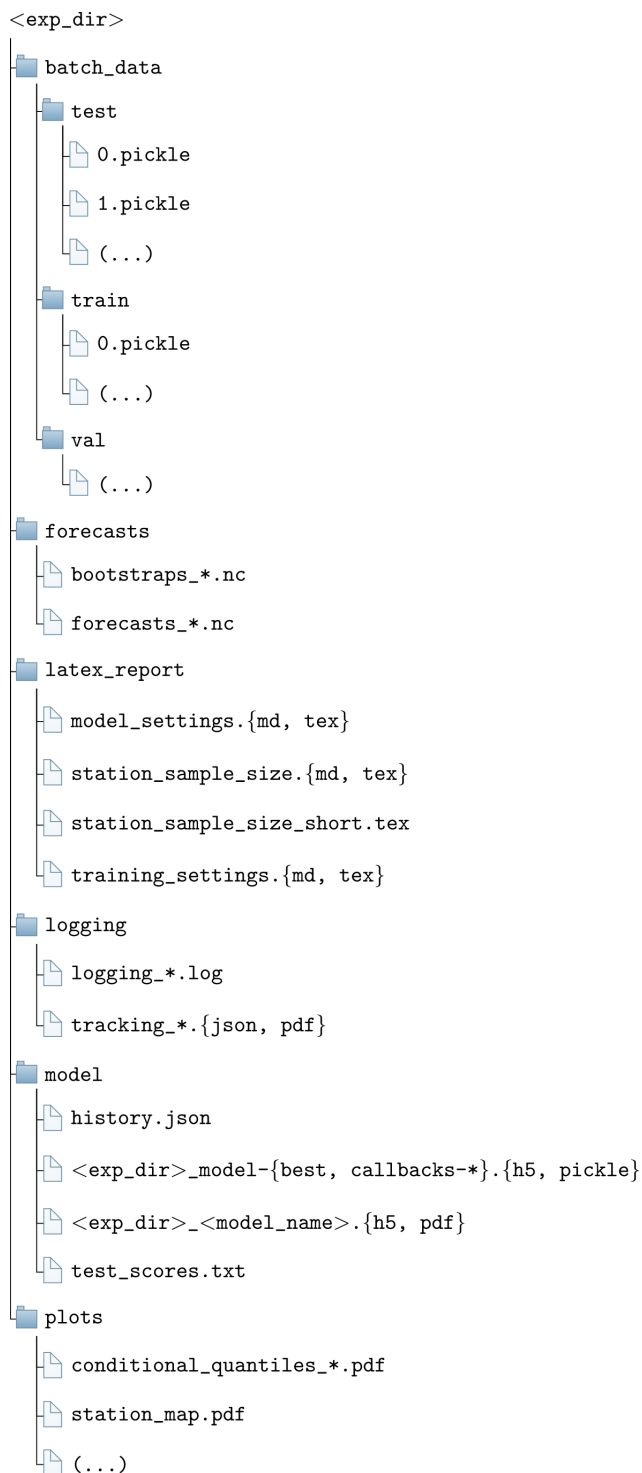 <exp_dir>
batch_data
test
0.pickle
1.pickle
(...)
train
0.pickle
(...)
val
(...)
forecasts
bootstraps_*.nc
forecasts_*.nc
latex_report
model_settings.{md, tex}
station_sample_size.{md, tex}
station_sample_size_short.tex
training_settings.{md, tex}
logging
logging_*.log
tracking_*.{json, pdf}
model
history.json
<exp_dir>_model-{best, callbacks-*}.{h5, pickle}
<exp_dir>_<model_name>.{h5, pdf}
test_scores.txt
plots
conditional_quantiles_*.pdf
station_map.pdf
(...)